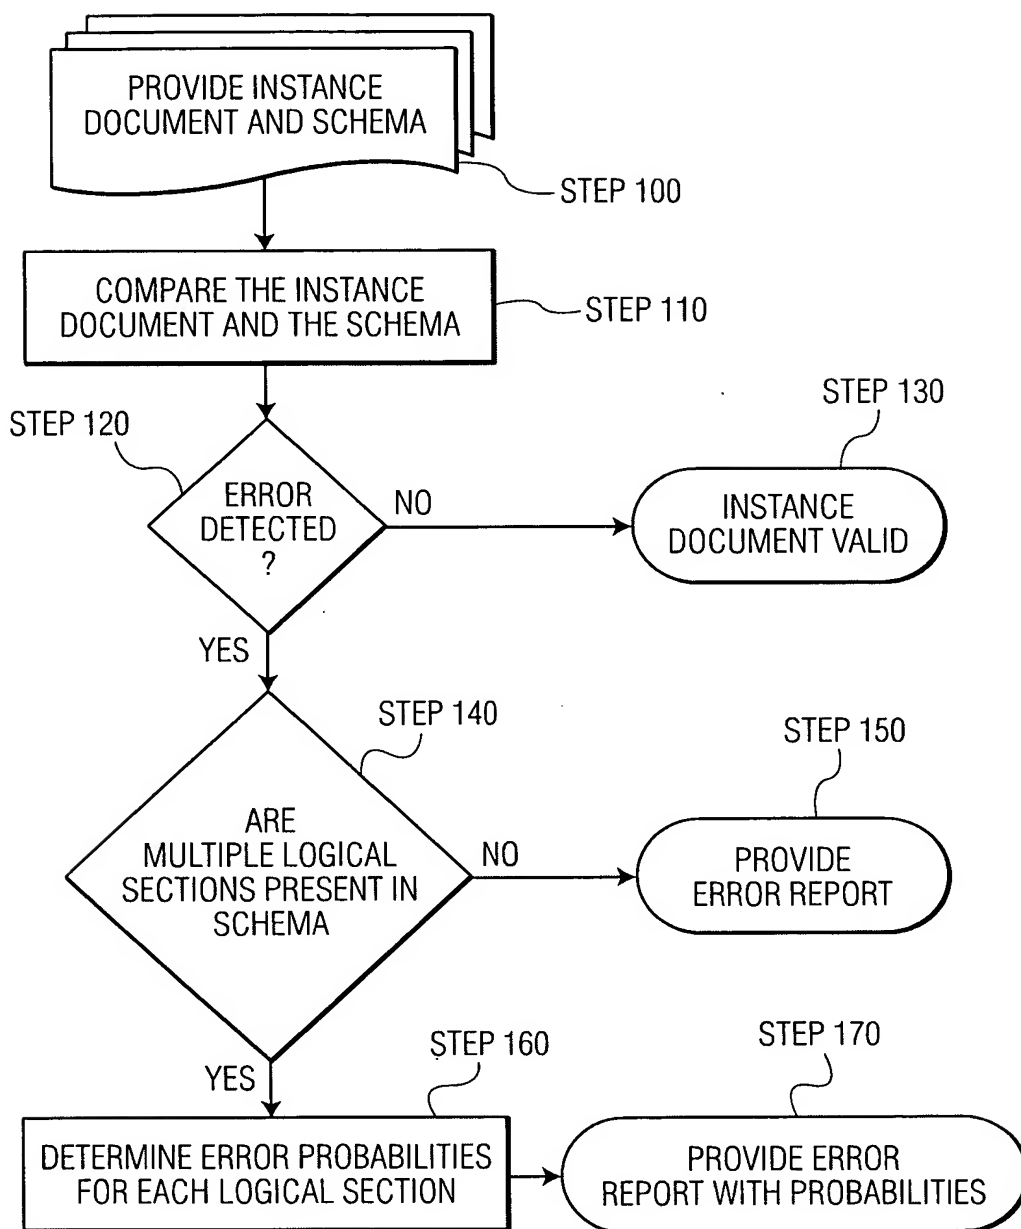 PROVIDE INSTANCE
DOCUMENT AND SCHEMA
STEP 100
COMPARE THE INSTANCE
DOCUMENT AND THE SCHEMA
STEP 110
STEP 120
STEP 130
ERROR
DETECTED
?
NO
INSTANCE
DOCUMENT VALID
YES
STEP 140
STEP 150
ARE
MULTIPLE LOGICAL
SECTIONS PRESENT IN
SCHEMA
NO
PROVIDE
ERROR REPORT
YES
STEP 160
STEP 170
DETERMINE ERROR PROBABILITIES
FOR EACH LOGICAL SECTION
PROVIDE ERROR
REPORT WITH PROBABILITIES